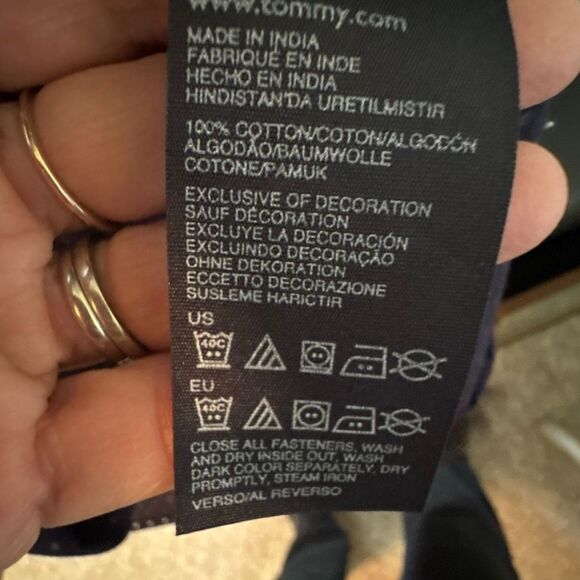 www.tommy.com
MADE IN INDIA
FABRIQUÉ EN INDE
HECHO EN INDIA
HINDISTAN'DA URETILMISTIR
100% COTTON/COTON/ALGODÓN
ALGODÃO/BAUMWOLLE
COTONE/PAMUK
EXCLUSIVE OF DECORATION
SAUF DÉCORATION
EXCLUYE LA DECORACIÓN
EXCLUINDO DECORAÇÃO
OHNE DEKORATION
ECCETTO DECORAZIONE
SUSLEME HARICTIR
US
40C
EU
40C
CLOSE ALL FASTENERS, WASH
AND DRY INSIDE OUT, WASH
DARK COLOR SEPARATELY, DRY
PROMPTLY, STEAM IRON
VERSO/AL REVERSO